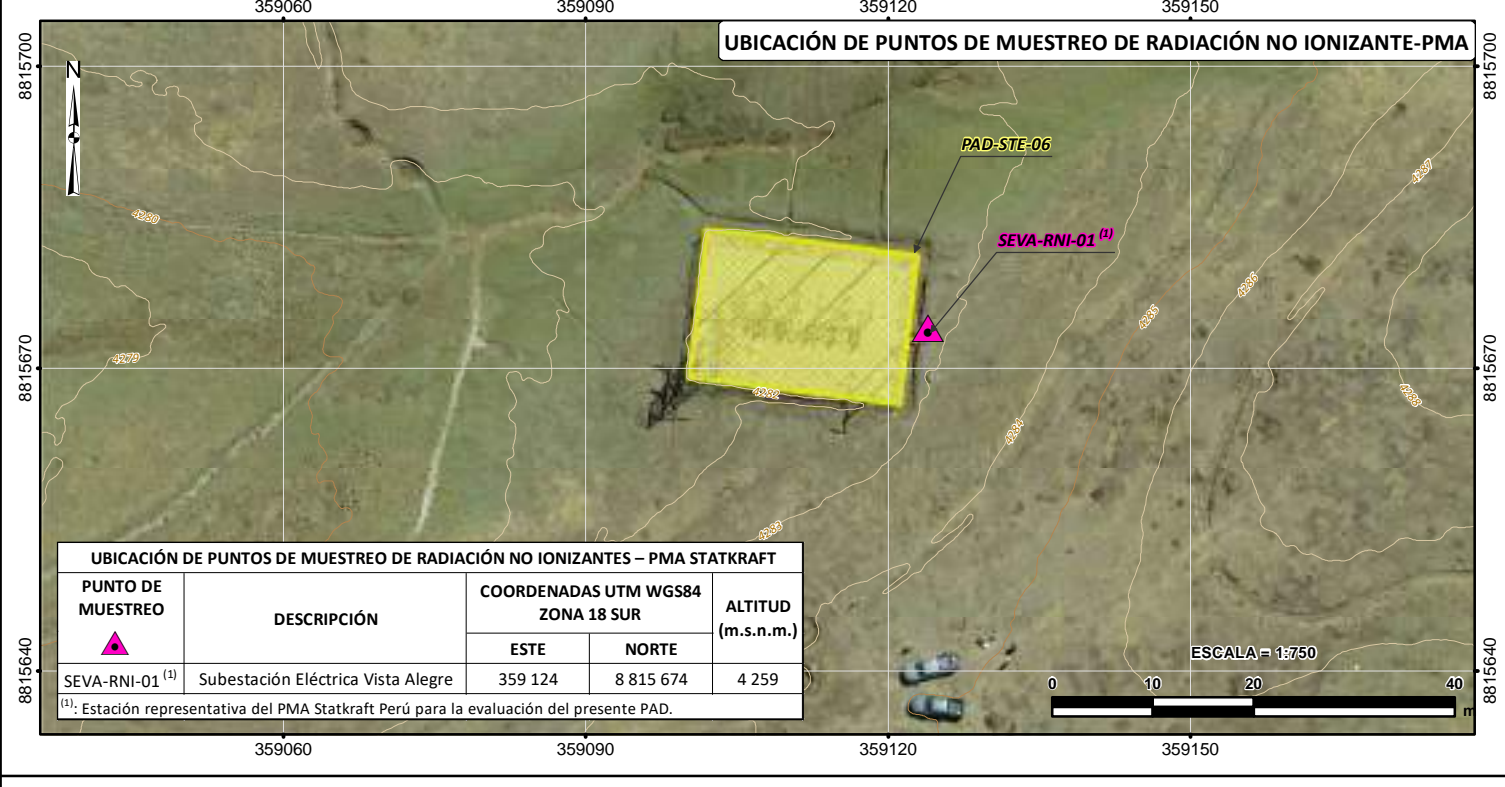 359060 359090 359120 359150
UBICACIÓN DE PUNTOS DE MUESTREO DE RADIACIÓN NO IONIZANTE-PMA
8815700 8815700
N
PAD-STE-06
4287
4280
SEVA-RNI-01 (1)
4286
4285
4279
8815670 8815670
4282
4288
4284
4283
UBICACIÓN DE PUNTOS DE MUESTREO DE RADIACIÓN NO IONIZANTES – PMA STATKRAFT
PUNTO DE
MUESTREO
DESCRIPCIÓN
COORDENADAS UTM WGS84
ZONA 18 SUR
ALTITUD
(m.s.n.m.)
ESTE NORTE
SEVA-RNI-01 (1) Subestación Eléctrica Vista Alegre 359 124 8 815 674 4 259
(1): Estación representativa del PMA Statkraft Perú para la evaluación del presente PAD.
8815640 8815640
ESCALA = 1:750
0 10 20 40
m
359060 359090 359120 359150